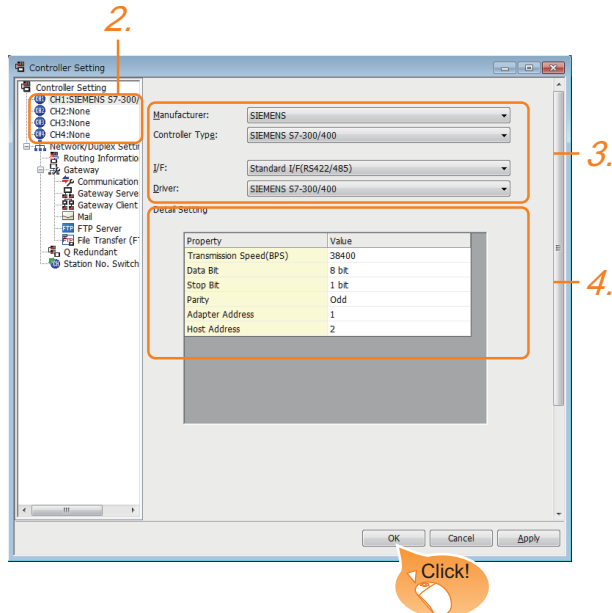 2.
Controller Setting
Controller Setting
CH1:SIEMENS S7-300/
CH2:None
CH3:None
CH4:None
Network/Duplex Settin
Routing Informatio
Gateway
Communication
Gateway Serve
Gateway Client
Mail
FTP FTP Server
File Transfer (F
Q Redundant
Station No. Switch
Manufacturer: SIEMENS
Controller Type: SIEMENS S7-300/400
I/F: Standard I/F(RS422/485)
Driver: SIEMENS S7-300/400
3.
Detail Setting
Property Value
Transmission Speed(BPS) 38400
Data Bit 8 bit
Stop Bit 1 bit
Parity Odd
Adapter Address 1
Host Address 2
4.
OK Cancel Apply
Click!